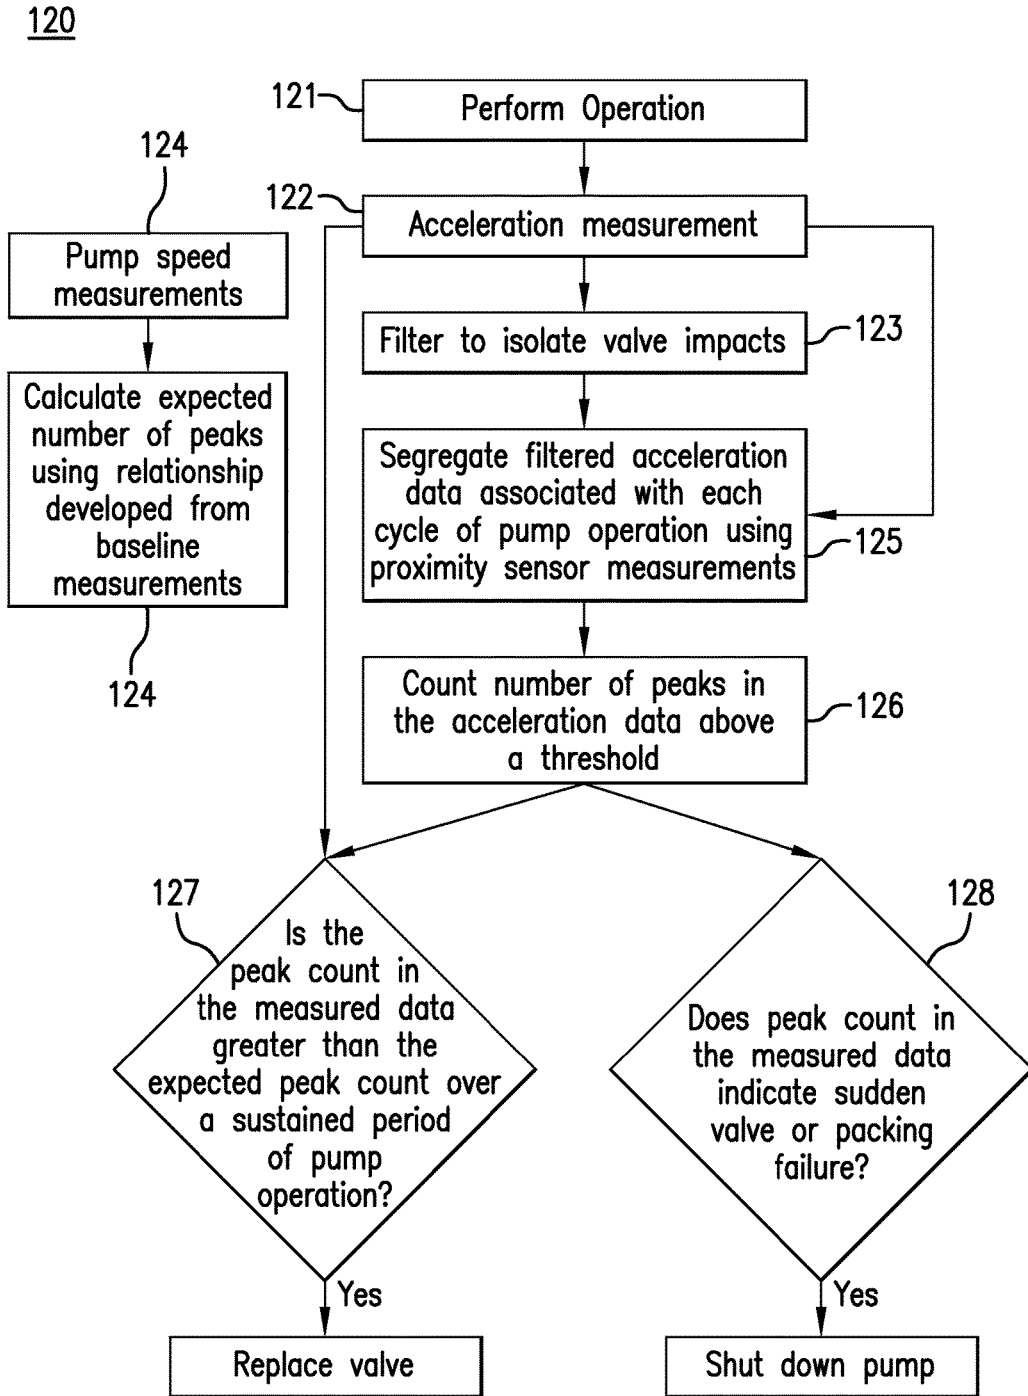 120
121
Perform Operation
124
122
Acceleration measurement
Pump speed
measurements
Filter to isolate valve impacts
123
Calculate expected
number of peaks
using relationship
developed from
baseline
measurements
124
Segregate filtered acceleration
data associated with each
cycle of pump operation using
proximity sensor measurements
125
Count number of peaks in
the acceleration data above
a threshold
126
127
Is the
peak count in
the measured data
greater than the
expected peak count over
a sustained period
of pump
operation?
128
Does peak count in
the measured data
indicate sudden
valve or packing
failure?
Yes
Yes
Replace valve
Shut down pump